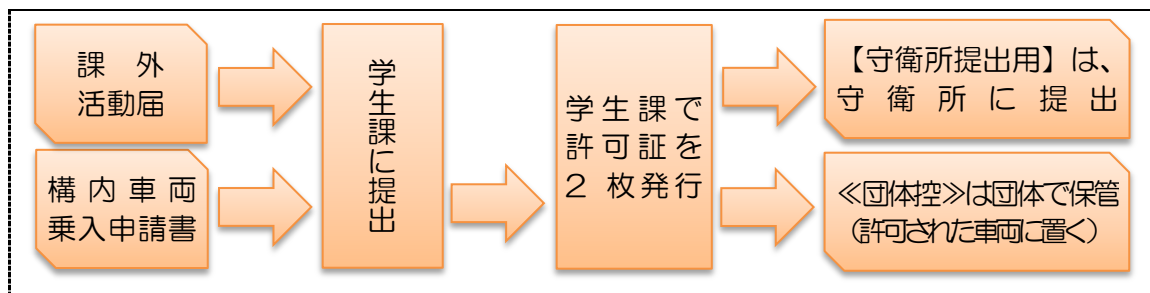 課外
活動届
構内車両
乗入申請書
学生課に提出
学生課で
許可証を
２枚発行
【守衛所提出用】は、
守衛所に提出
≪団体控≫は団体で保管
(許可された車両に置く)